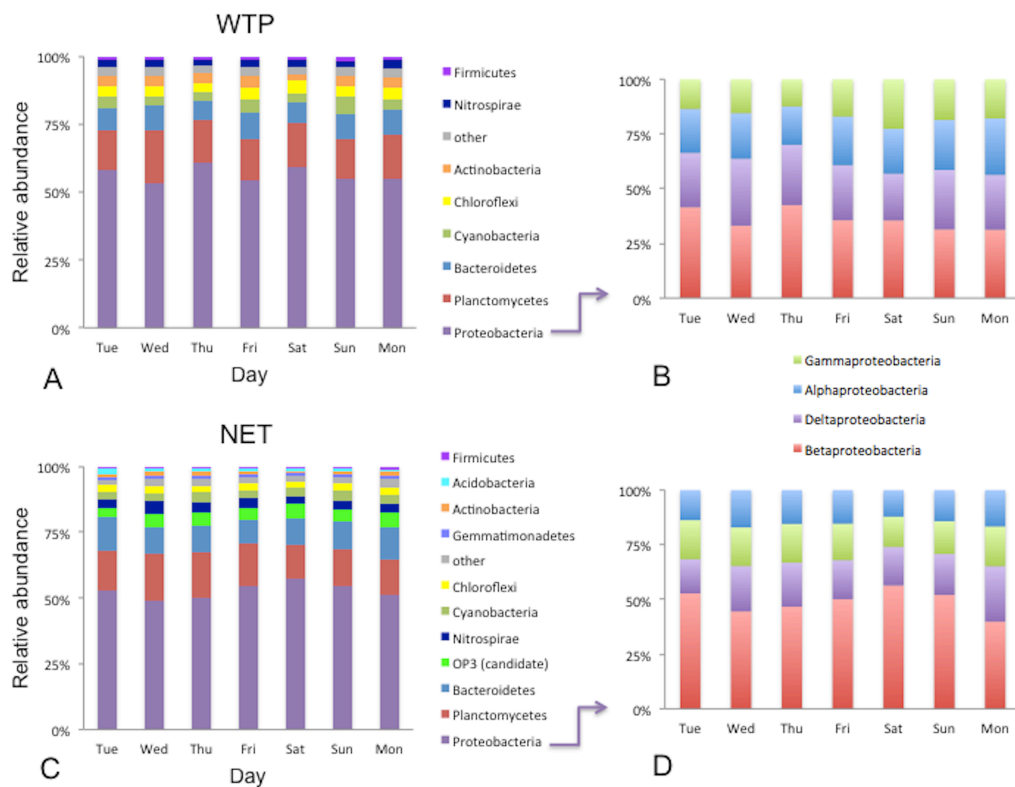 WTP
Relative abundance
100%
75%
50%
25%
0%
Tue Wed Thu Fri Sat Sun Mon
Day
A
Firmicutes
Nitrospirae
other
Actinobacteria
Chloroflexi
Cyanobacteria
Bacteroidetes
Planctomycetes
Proteobacteria
100%
75%
50%
25%
0%
Tue Wed Thu Fri Sat Sun Mon
B
Gammaproteobacteria
Alphaproteobacteria
Deltaproteobacteria
Betaproteobacteria
NET
Relative abundance
100%
75%
50%
25%
0%
Tue Wed Thu Fri Sat Sun Mon
Day
C
Firmicutes
Acidobacteria
Actinobacteria
Gemmatimonadetes
other
Chloroflexi
Cyanobacteria
Nitrospirae
OP3 (candidate)
Bacteroidetes
Planctomycetes
Proteobacteria
100%
75%
50%
25%
0%
Tue Wed Thu Fri Sat Sun Mon
D